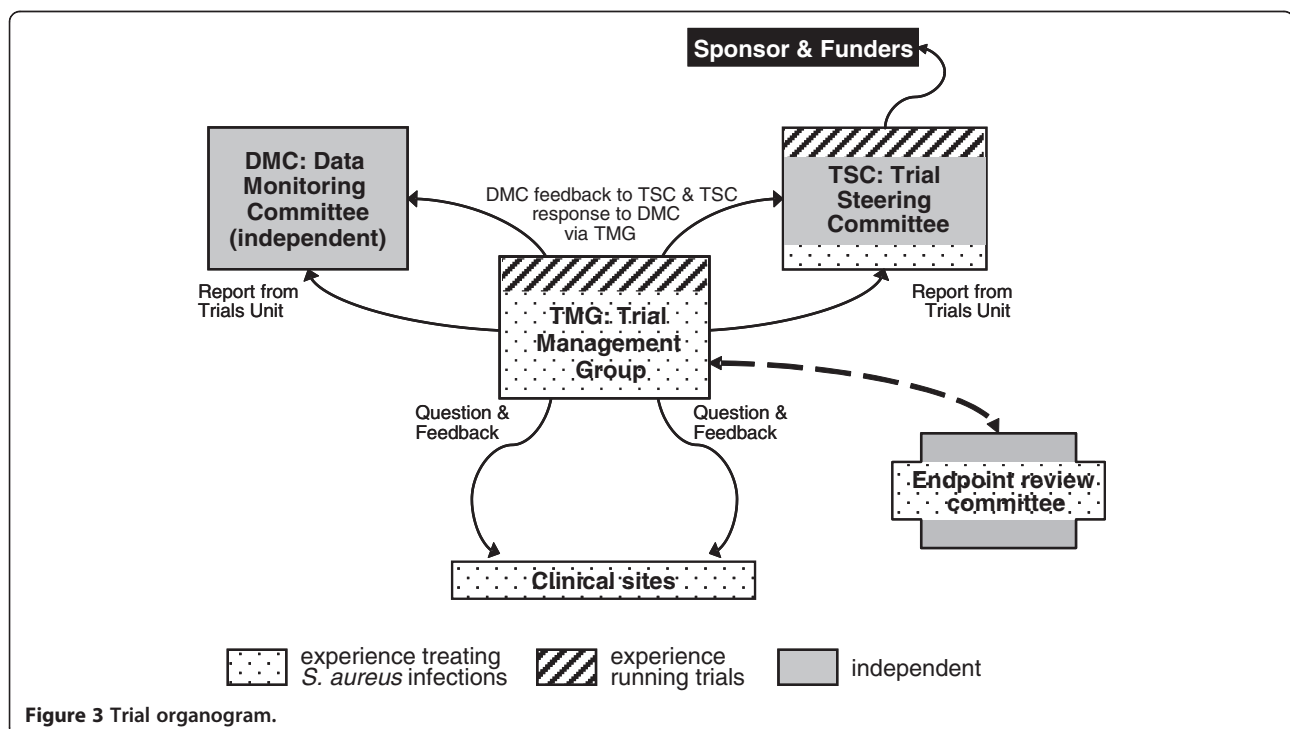 Sponsor & Funders
DMC: Data
Monitoring
Committee
(independent)
DMC feedback to TSC & TSC
response to DMC
via TMG
TSC: Trial
Steering
Committee
Report from
Trials Unit
TMG: Trial
Management
Group
Report from
Trials Unit
Question &
Feedback
Question &
Feedback
Endpoint review
committee
Clinical sites
experience treating
S. aureus infections
experience
running trials
independent
Figure 3 Trial organogram.